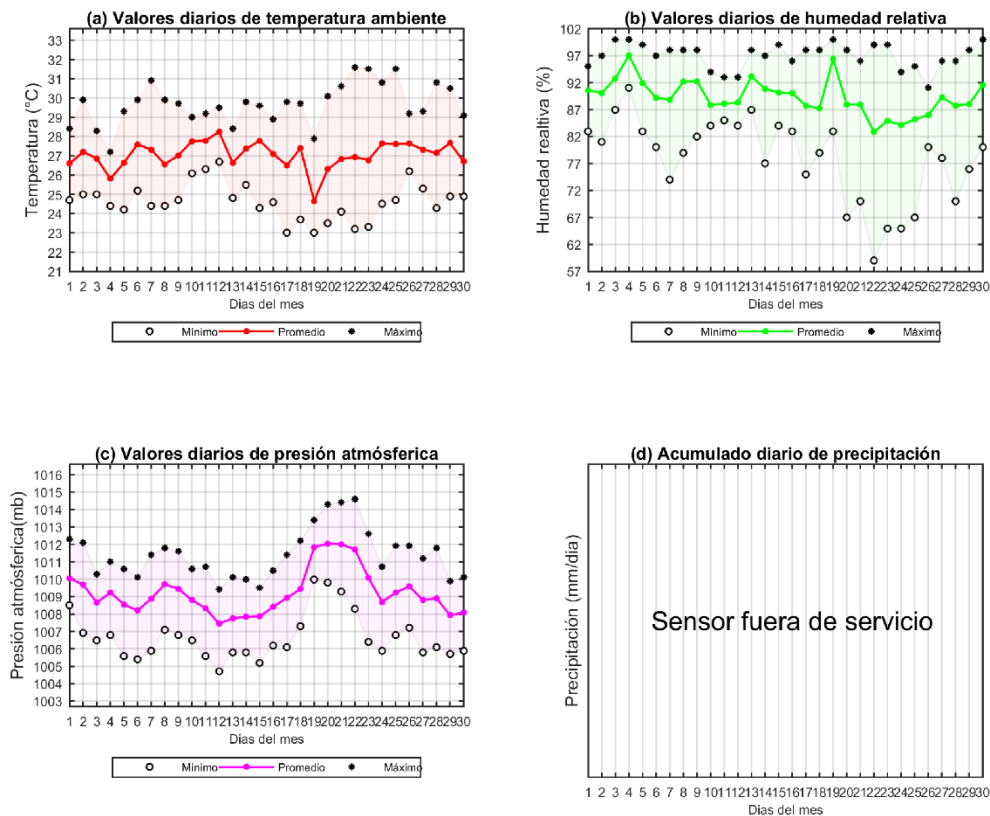 (a) Valores diarios de temperatura ambiente
33
32
31
30
29
28
27
26
25
24
23
22
21
Temperatura (°C)
1 2 3 4 5 6 7 8 9 10 11 12 13 14 15 16 17 18 19 20 21 22 23 24 25 26 27 28 29 30
Dias del mes
Minimo Promedio Máximo
(b) Valores diarios de humedad relativa
102
97
92
87
82
77
72
67
62
57
Humedad realtiva (%)
1 2 3 4 5 6 7 8 9 10 11 12 13 14 15 16 17 18 19 20 21 22 23 24 25 26 27 28 29 30
Dias del mes
Minimo Promedio Máximo
(c) Valores diarios de presión atmósferica
1016
1015
1014
1013
1012
1011
1010
1009
1008
1007
1006
1005
1004
1003
Presión atmósferica(mb)
1 2 3 4 5 6 7 8 9 10 11 12 13 14 15 16 17 18 19 20 21 22 23 24 25 26 27 28 29 30
Dias del mes
Minimo Promedio Máximo
(d) Acumulado diario de precipitación
Precipitación (mm/dia)
Sensor fuera de servicio
1 2 3 4 5 6 7 8 9 10 11 12 13 14 15 16 17 18 19 20 21 22 23 24 25 26 27 28 29 30
Dias del mes